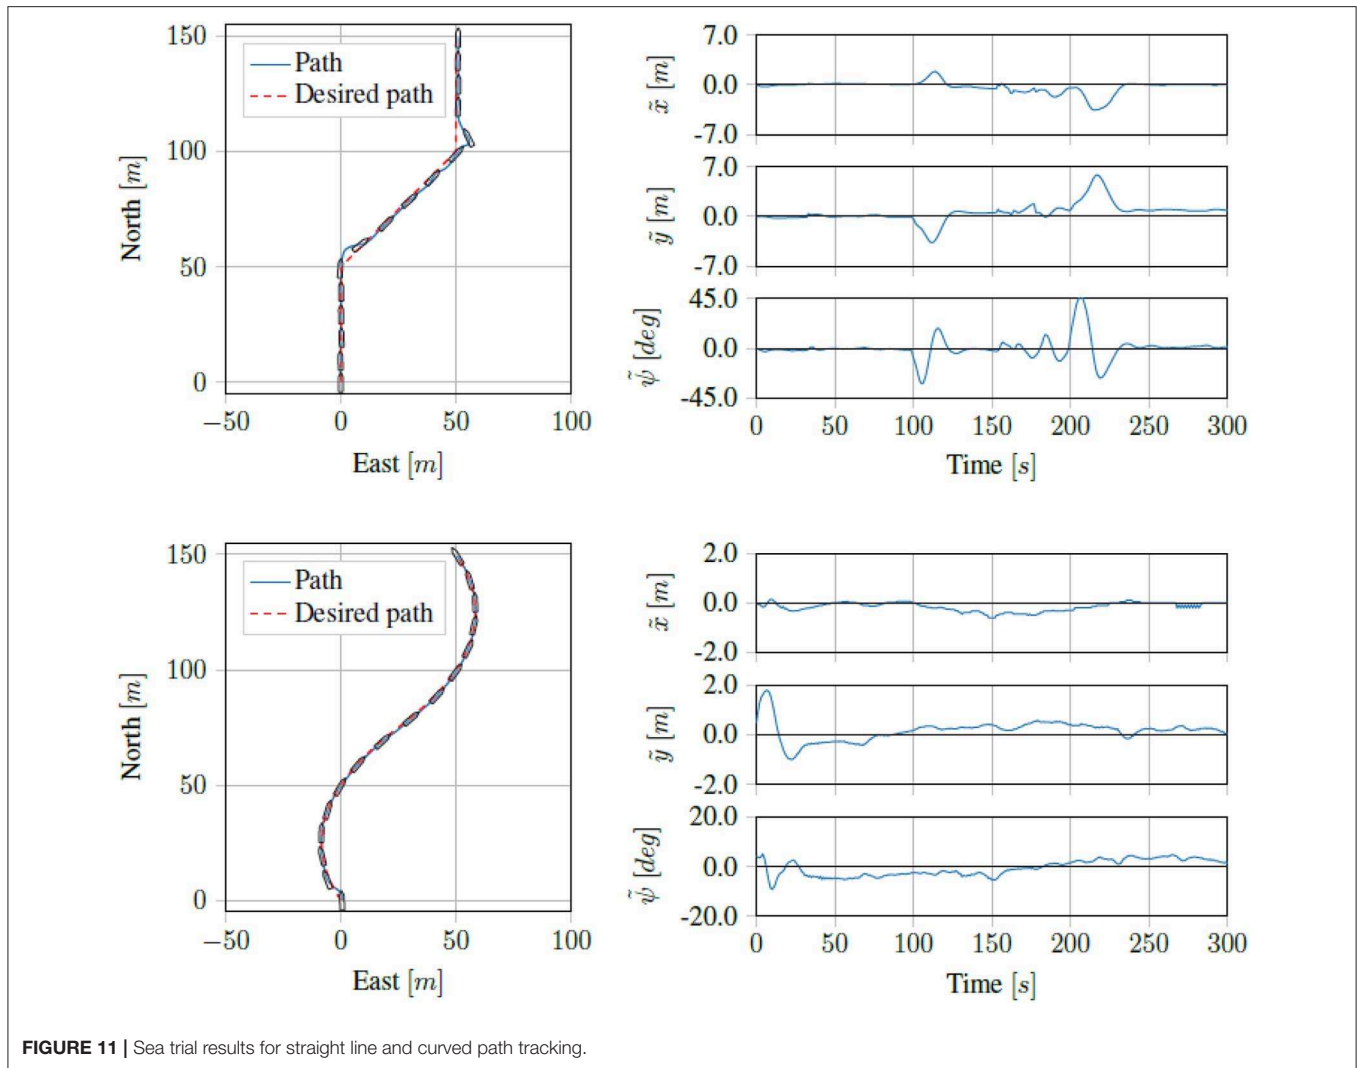 150
100
50
0
North [m]
Path
Desired path
−50
0
50
100
East [m]
7.0
0.0
-7.0
x̃ [m]
7.0
0.0
-7.0
ỹ [m]
45.0
0.0
-45.0
ψ̃ [deg]
0
50
100
150
200
250
300
Time [s]
150
100
50
0
North [m]
Path
Desired path
−50
0
50
100
East [m]
2.0
0.0
-2.0
x̃ [m]
2.0
0.0
-2.0
ỹ [m]
20.0
0.0
-20.0
ψ̃ [deg]
0
50
100
150
200
250
300
Time [s]
FIGURE 11 | Sea trial results for straight line and curved path tracking.